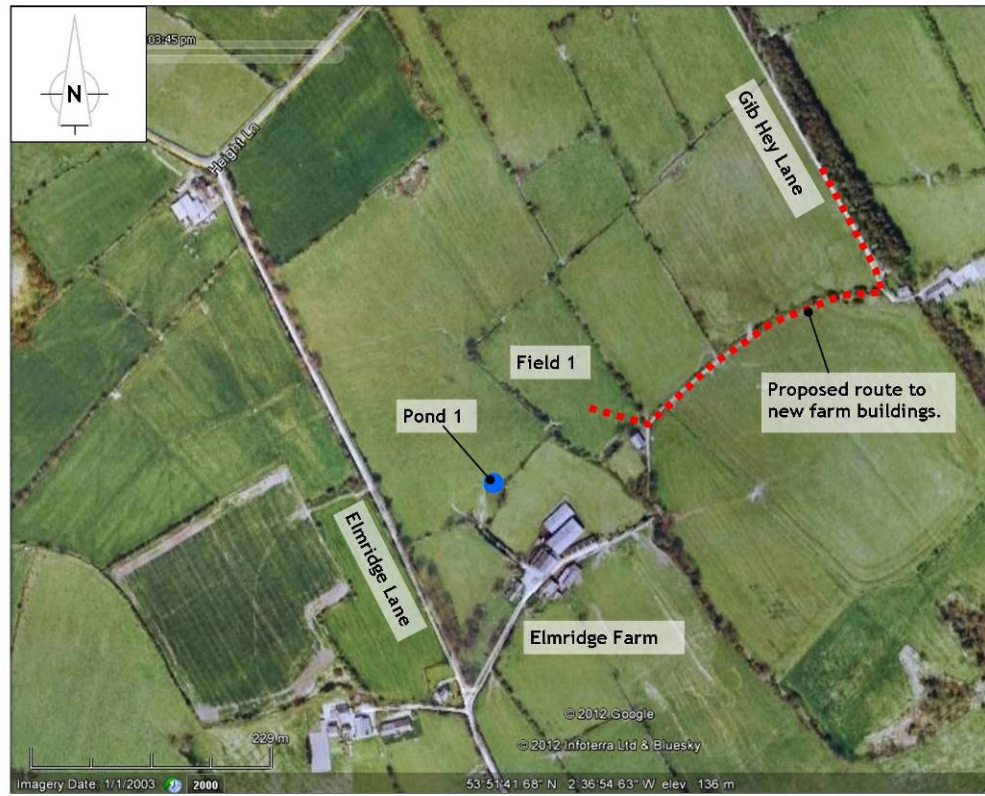 N
03:45 pm
Height Ln
Gib Hey Lane
Field 1
Pond 1
Proposed route to
new farm buildings.
Elmridge Lane
Elmridge Farm
© 2012 Google
© 2012 Infoterra Ltd & Bluesky
229 m
Imagery Date: 1/1/2003 2000 53°51'41.68" N 2°36'54.63" W elev 136 m